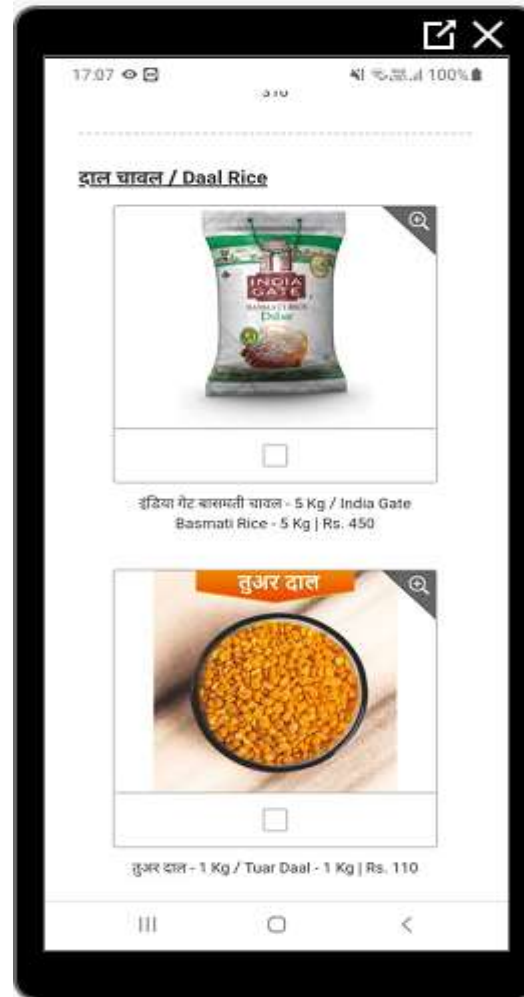 17:07
100%
दाल चावल / Daal Rice
INDIA
GATE
BASMATI RICE
Dubar
इंडिया गेट बासमती चावल - 5 Kg / India Gate
Basmati Rice - 5 Kg | Rs. 450
तुअर दाल
तुअर दाल - 1 Kg / Tuar Daal - 1 Kg | Rs. 110